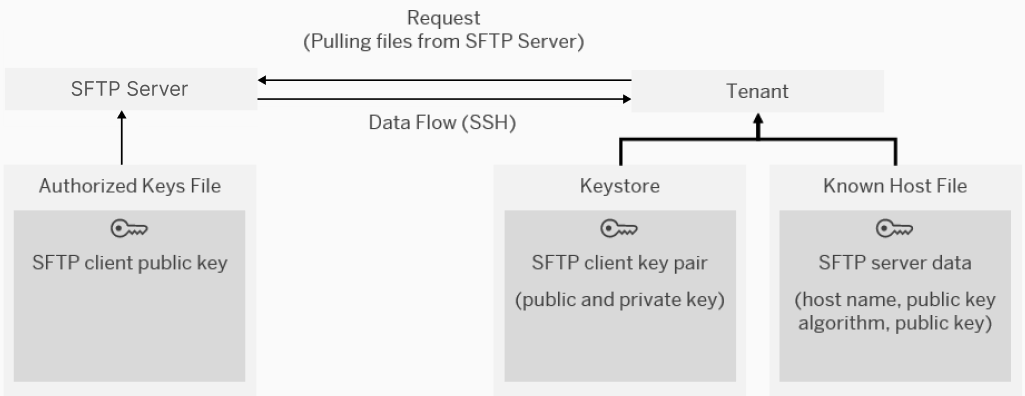 Request
(Pulling files from SFTP Server)
SFTP Server
Tenant
Data Flow (SSH)
Authorized Keys File
SFTP client public key
Keystore
SFTP client key pair
(public and private key)
Known Host File
SFTP server data
(host name, public key
algorithm, public key)